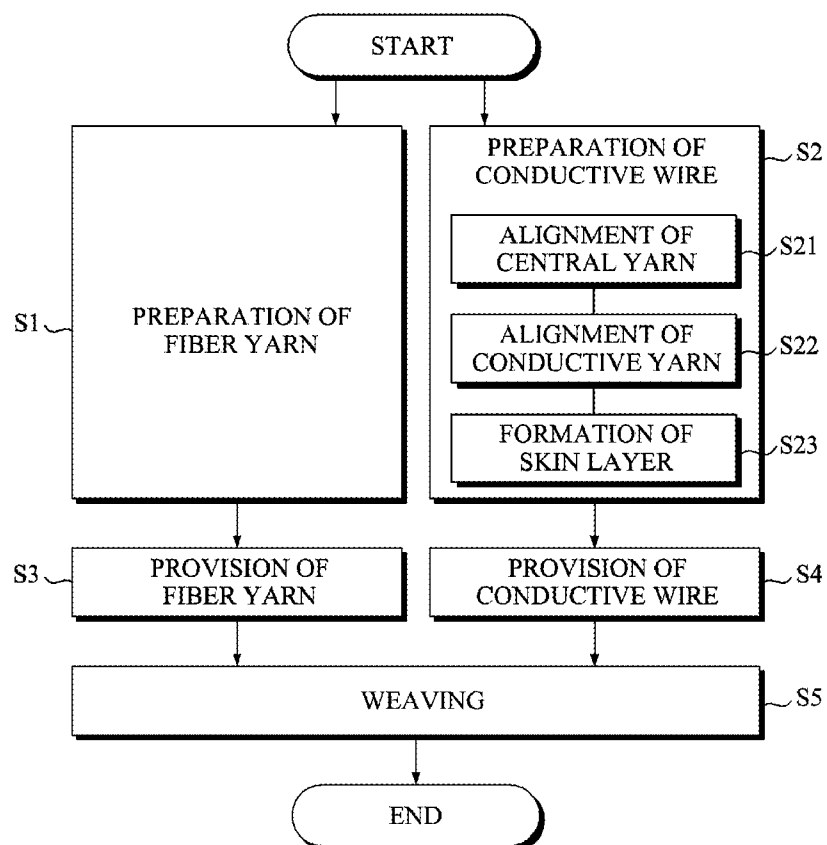 START
PREPARATION OF
CONDUCTIVE WIRE
S2
ALIGNMENT OF
CENTRAL YARN
S21
S1
PREPARATION OF
FIBER YARN
ALIGNMENT OF
CONDUCTIVE YARN
S22
FORMATION OF
SKIN LAYER
S23
S3
PROVISION OF
FIBER YARN
PROVISION OF
CONDUCTIVE WIRE
S4
WEAVING
S5
END